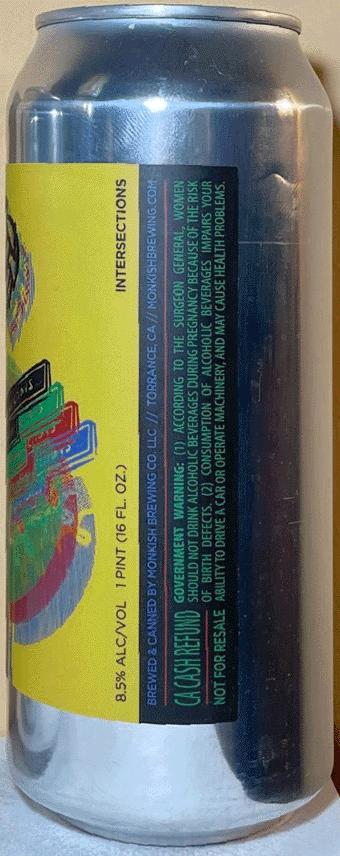 8.5% ALC/VOL 1 PINT (16 FL. OZ.) INTERSECTIONS
BREWED & CANNED BY MONKISH BREWING CO. LLC // TORRANCE, CA // MONKISHBREWING.COM
CA CASH REFUND
NOT FOR RESALE
GOVERNMENT WARNING: (1) ACCORDING TO THE SURGEON GENERAL, WOMEN
SHOULD NOT DRINK ALCOHOLIC BEVERAGES DURING PREGNANCY BECAUSE OF THE RISK
OF BIRTH DEFECTS. (2) CONSUMPTION OF ALCOHOLIC BEVERAGES IMPAIRS YOUR
ABILITY TO DRIVE A CAR OR OPERATE MACHINERY, AND MAY CAUSE HEALTH PROBLEMS.